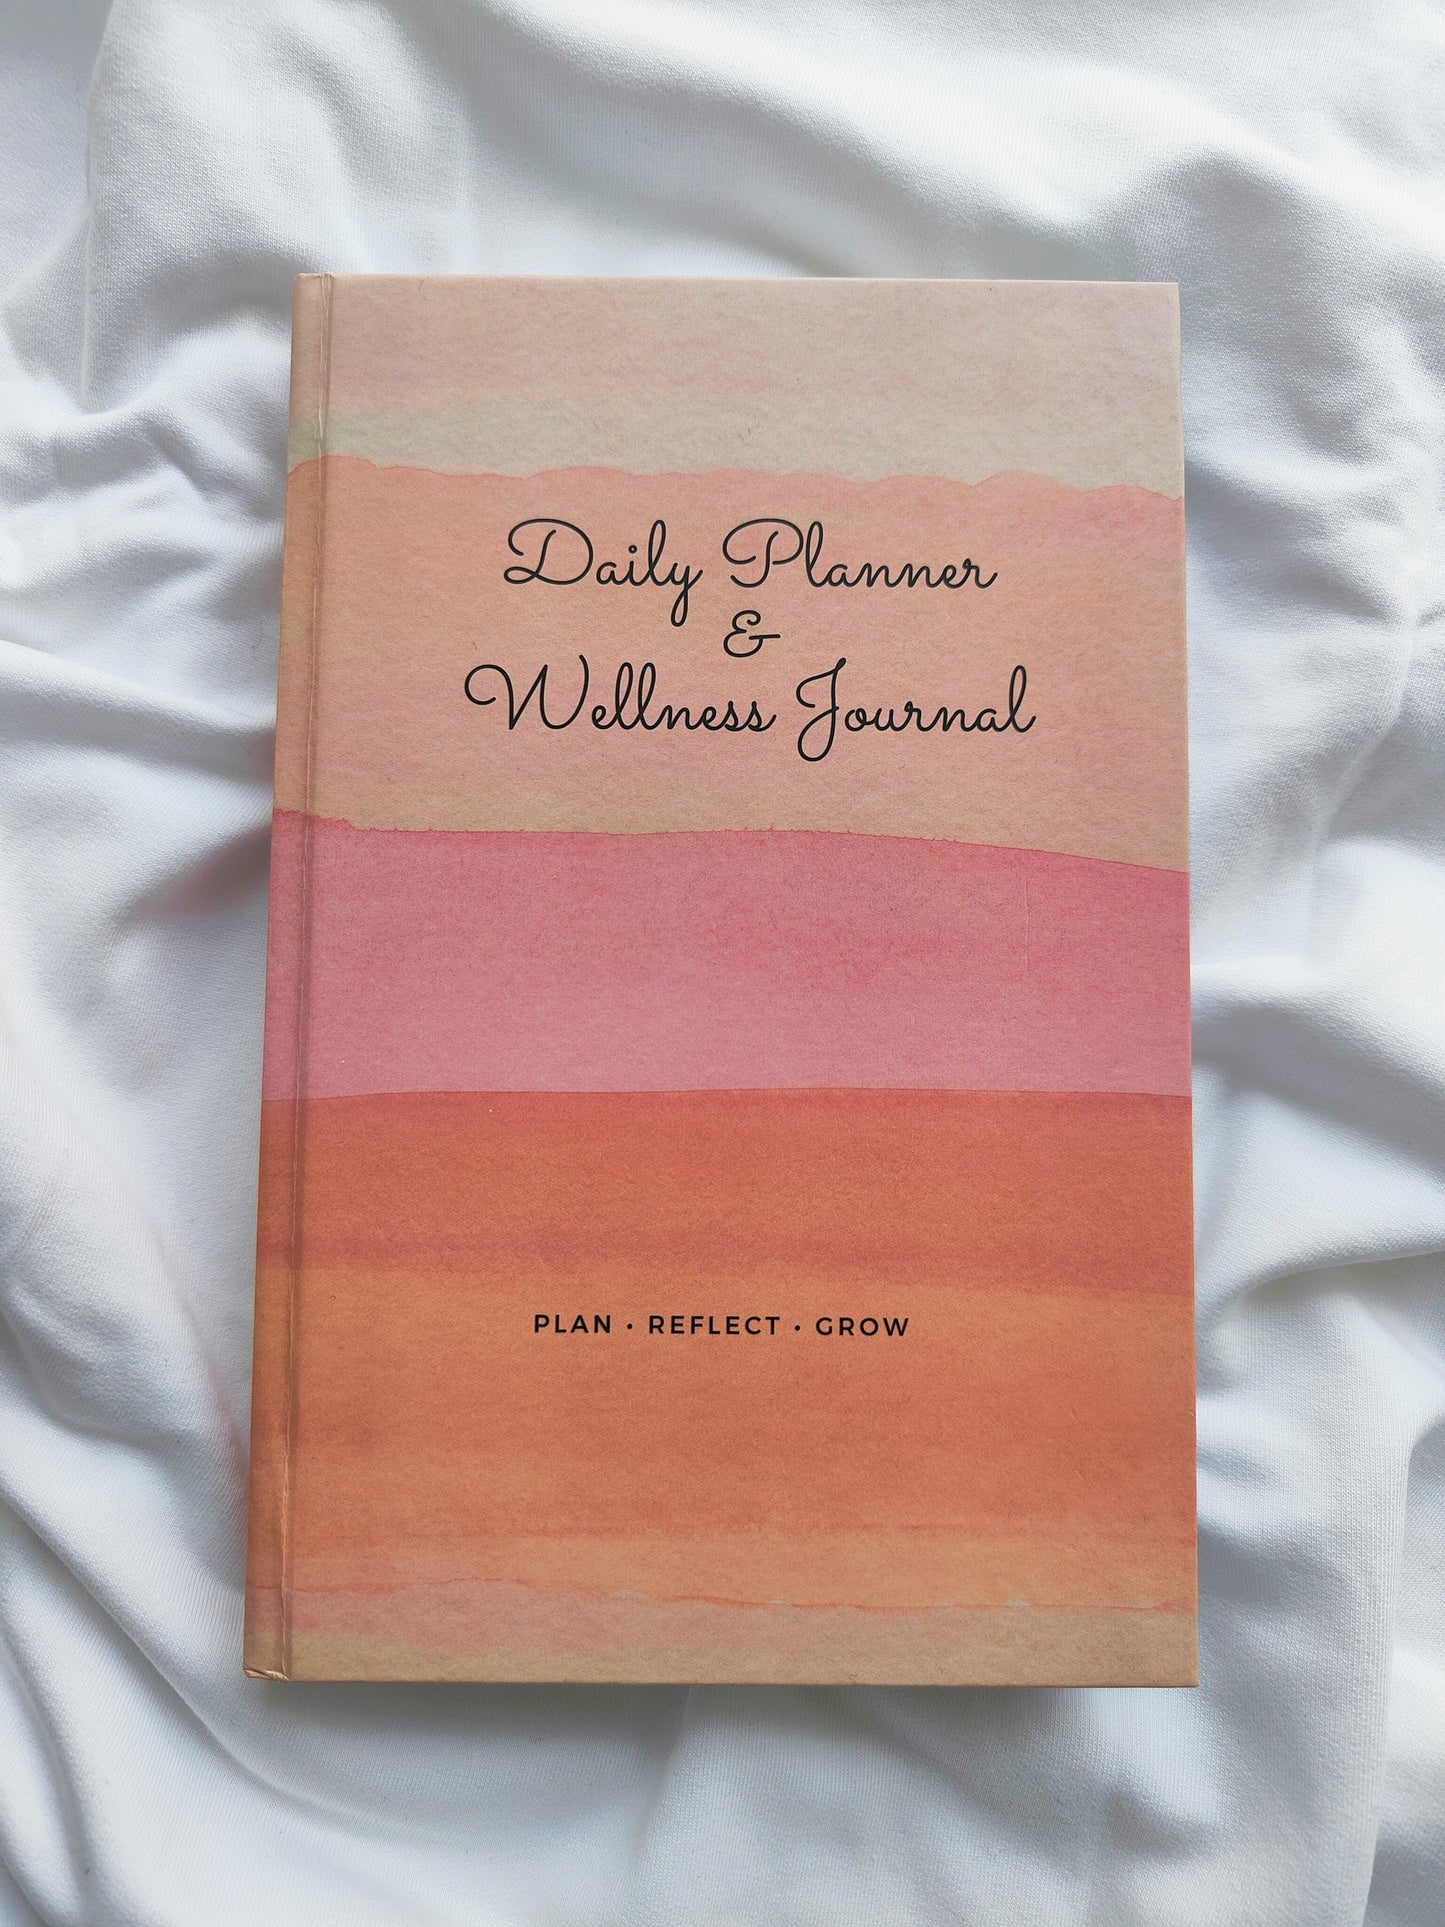 Daily Planner
&
Wellness Journal
PLAN • REFLECT • GROW